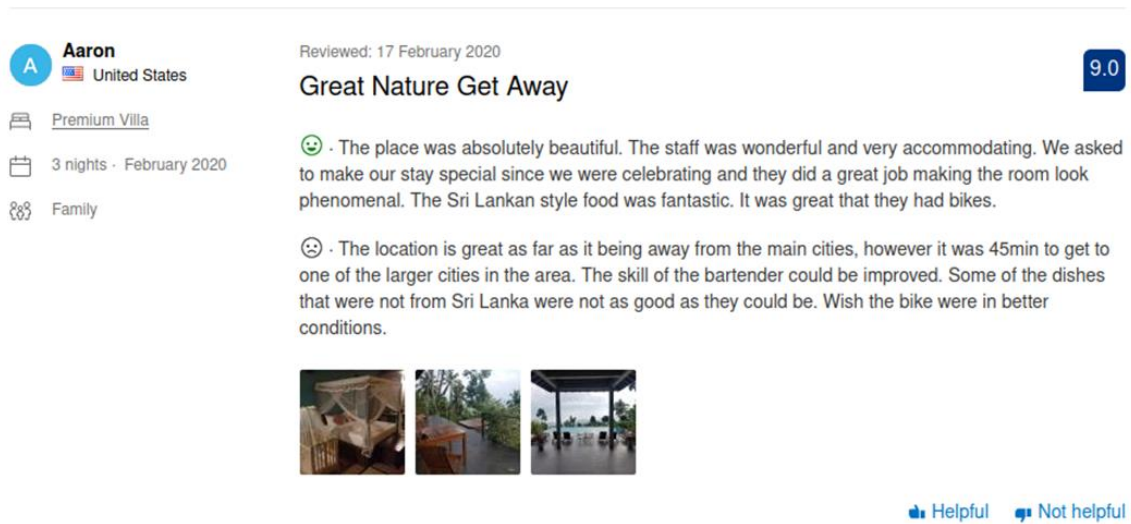 A
Aaron
United States
Premium Villa
3 nights · February 2020
Family
Reviewed: 17 February 2020
Great Nature Get Away
9.0
· The place was absolutely beautiful. The staff was wonderful and very accommodating. We asked
to make our stay special since we were celebrating and they did a great job making the room look
phenomenal. The Sri Lankan style food was fantastic. It was great that they had bikes.
· The location is great as far as it being away from the main cities, however it was 45min to get to
one of the larger cities in the area. The skill of the bartender could be improved. Some of the dishes
that were not from Sri Lanka were not as good as they could be. Wish the bike were in better
conditions.
Helpful
Not helpful